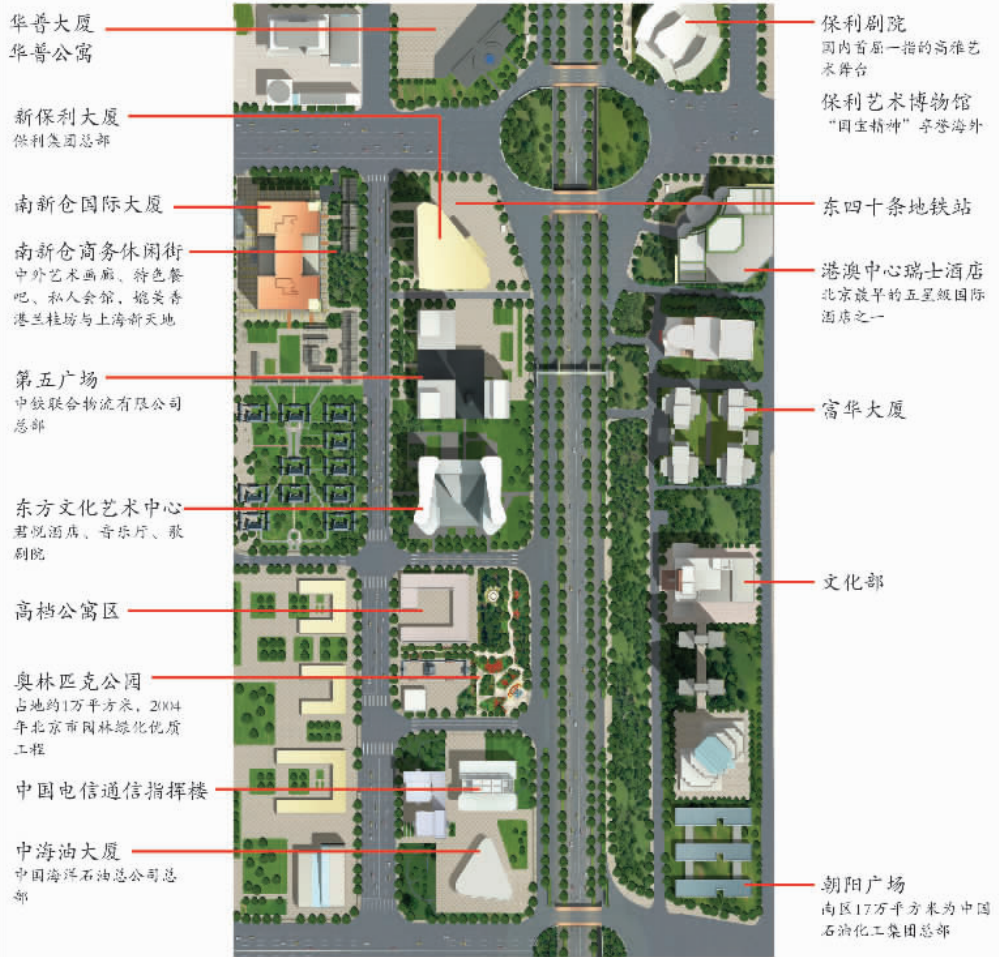 华普大厦
华普公寓
新保利大厦
保利集团总部
南新仓国际大厦
南新仓商务休闲街
中外艺术画廊、特色餐
吧、私人会馆，媲美香
港兰桂坊与上海新天地
第五广场
中铁联合物流有限公司
总部
东方文化艺术中心
君悦酒店、音乐厅、歌
剧院
高档公寓区
奥林匹克公园
占地约1万平方米，2004
年北京市园林绿化优质
工程
中国电信通信指挥楼
中海油大厦
中国海洋石油总公司总
部
保利剧院
国内首屈一指的高雅艺
术舞台
保利艺术博物馆
“国宝精神”享誉海外
东四十条地铁站
港澳中心瑞士酒店
北京最早的五星级国际
酒店之一
富华大厦
文化部
朝阳广场
南区17万平方米为中国
石油化工集团总部